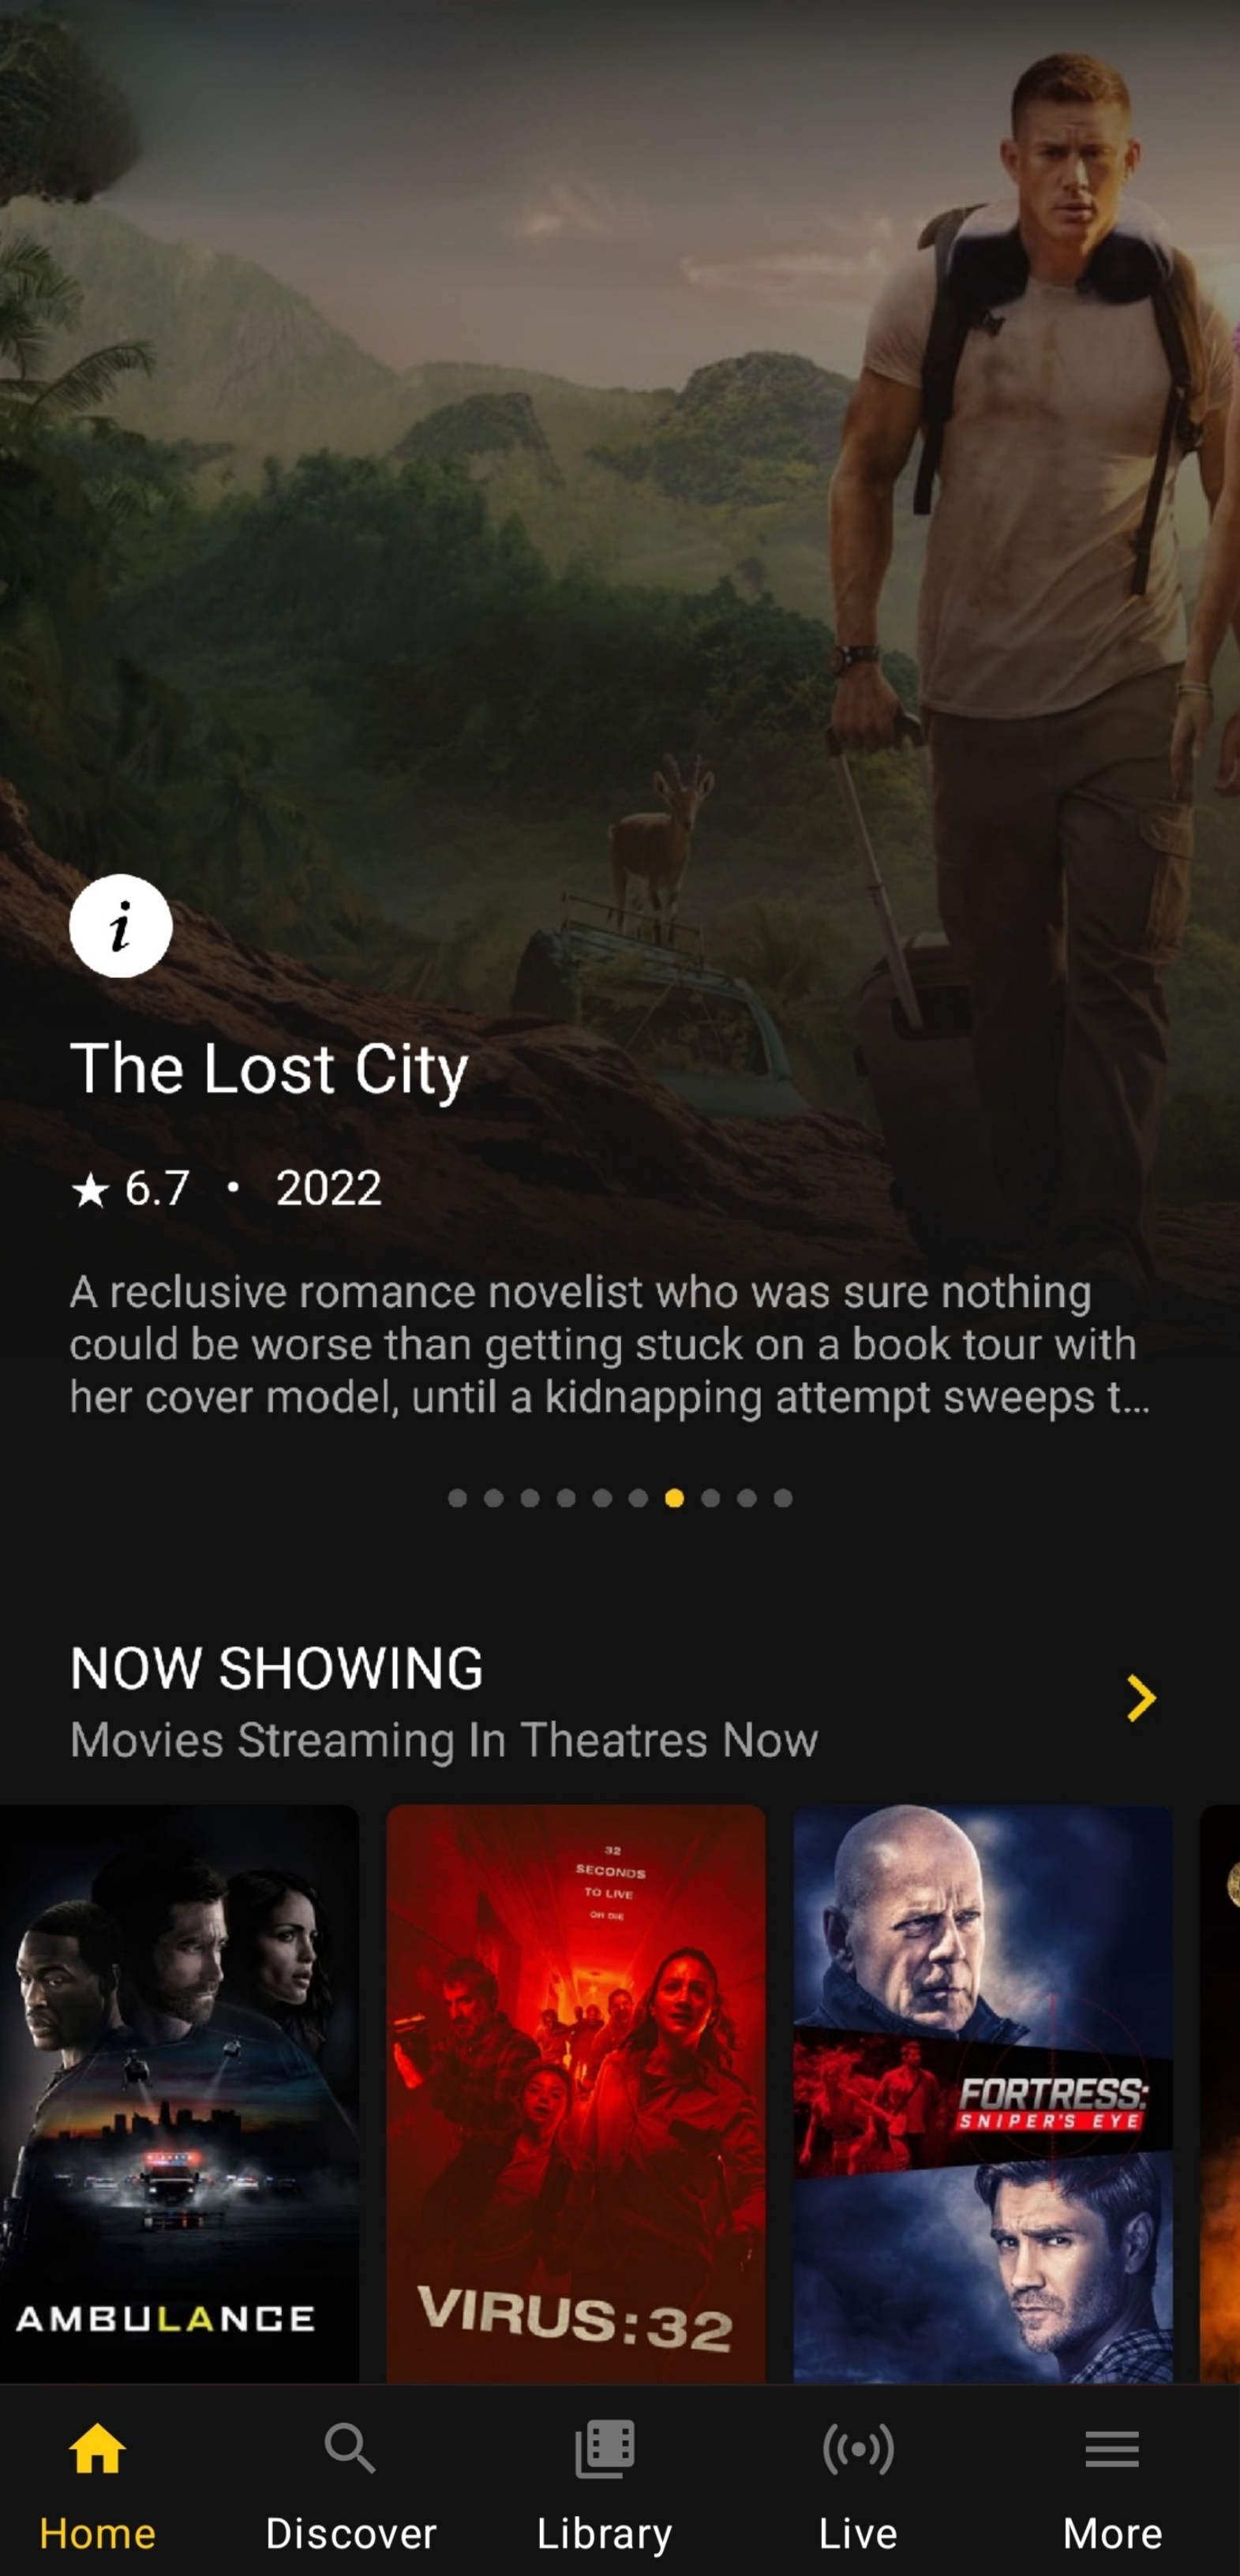 i
The Lost City
★ 6.7 • 2022
A reclusive romance novelist who was sure nothing
could be worse than getting stuck on a book tour with
her cover model, until a kidnapping attempt sweeps t...
NOW SHOWING
Movies Streaming In Theatres Now
AMBULANCE
32
SECONDS
TO LIVE
OR DIE
VIRUS:32
FORTRESS:
SNIPER'S EYE
Home
Discover
Library
Live
More